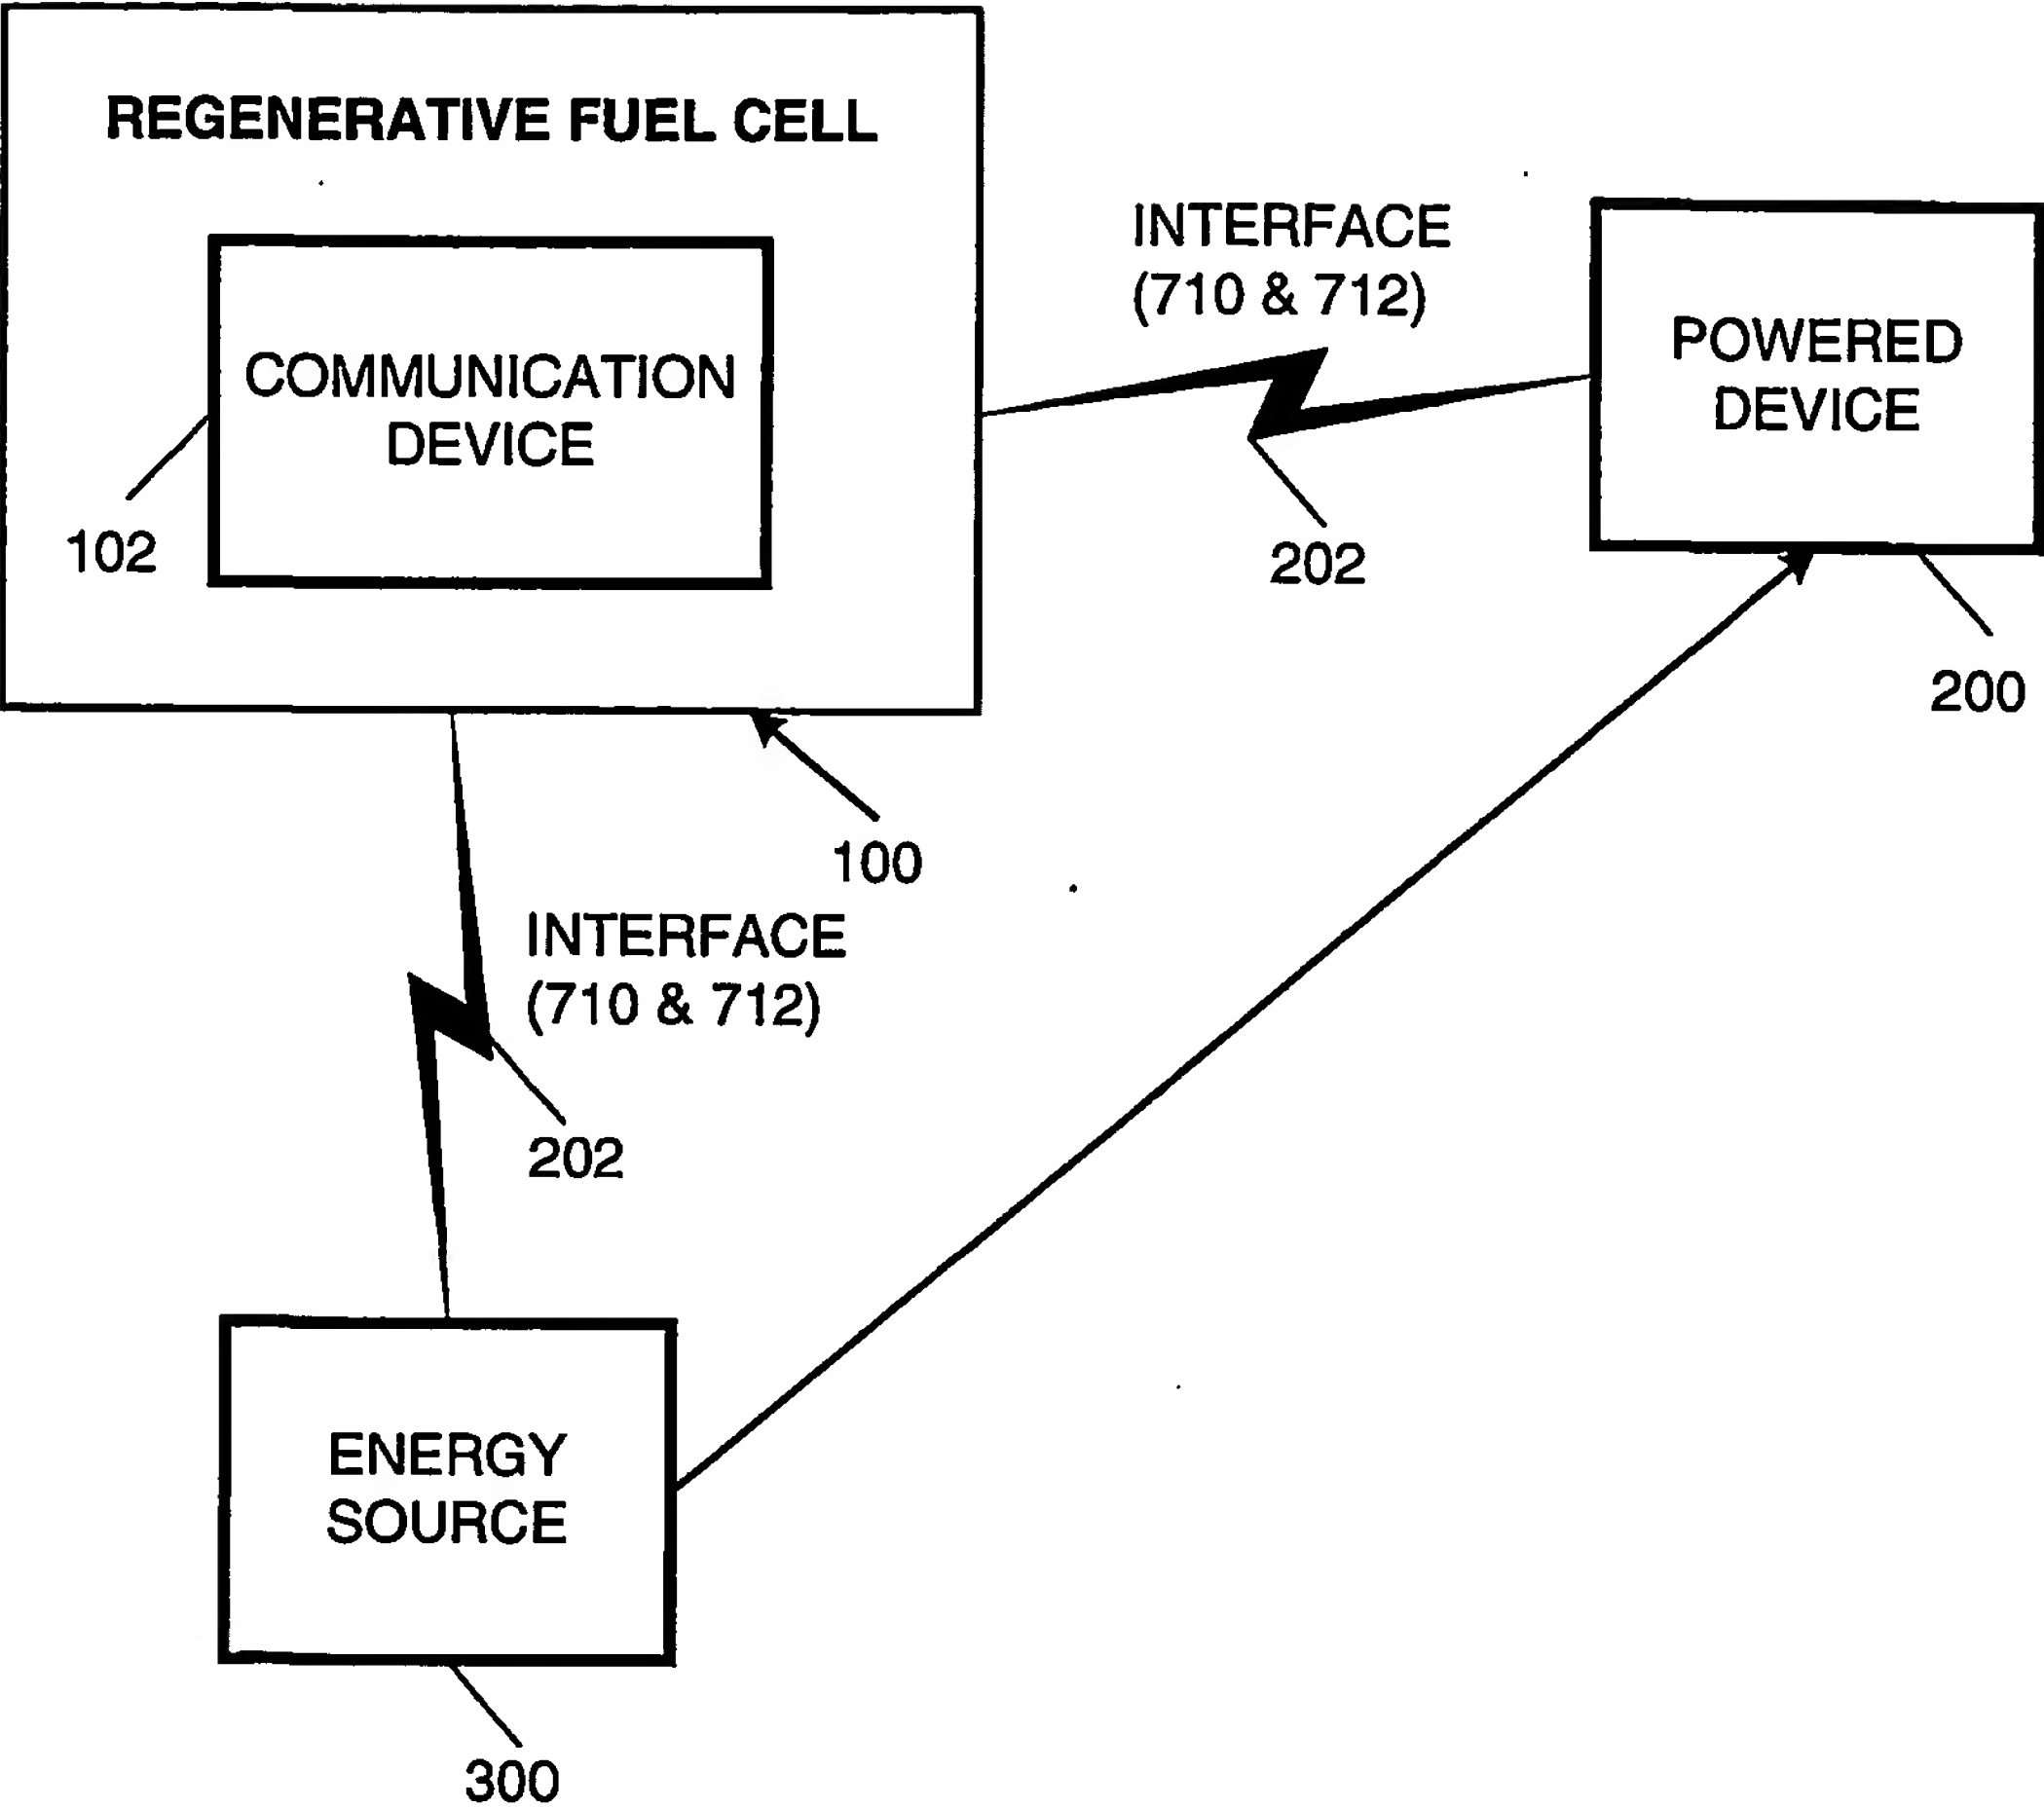 REGENERATIVE FUEL CELL
COMMUNICATION
DEVICE
102
INTERFACE
(710 & 712)
202
POWERED
DEVICE
200
100
INTERFACE
(710 & 712)
202
ENERGY
SOURCE
300